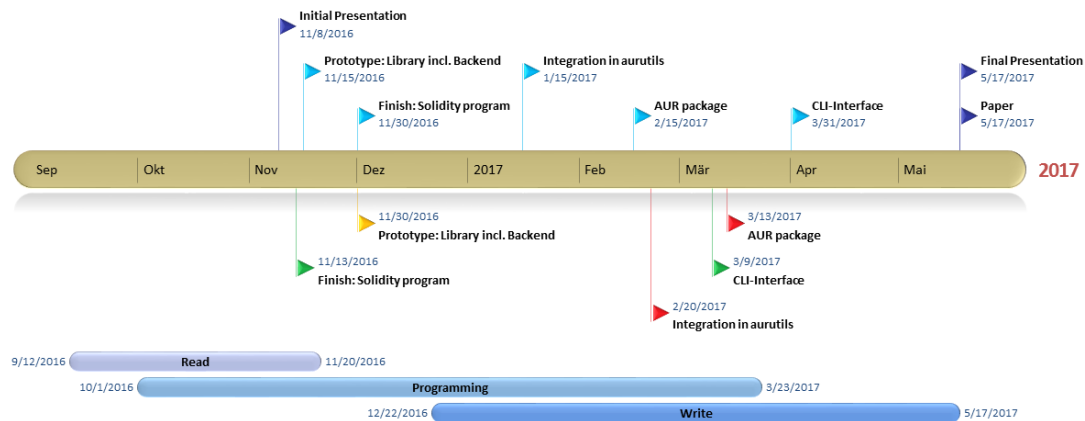 Initial Presentation
11/8/2016
Prototype: Library incl. Backend
11/15/2016
Integration in aurutils
1/15/2017
Final Presentation
5/17/2017
Finish: Solidity program
11/30/2016
AUR package
2/15/2017
CLI-Interface
3/31/2017
Paper
5/17/2017
Sep Okt Nov Dez 2017 Feb Mär Apr Mai 2017
11/30/2016
Prototype: Library incl. Backend
3/13/2017
AUR package
11/13/2016
Finish: Solidity program
3/9/2017
CLI-Interface
2/20/2017
Integration in aurutils
9/12/2016 Read 11/20/2016
10/1/2016 Programming 3/23/2017
12/22/2016 Write 5/17/2017